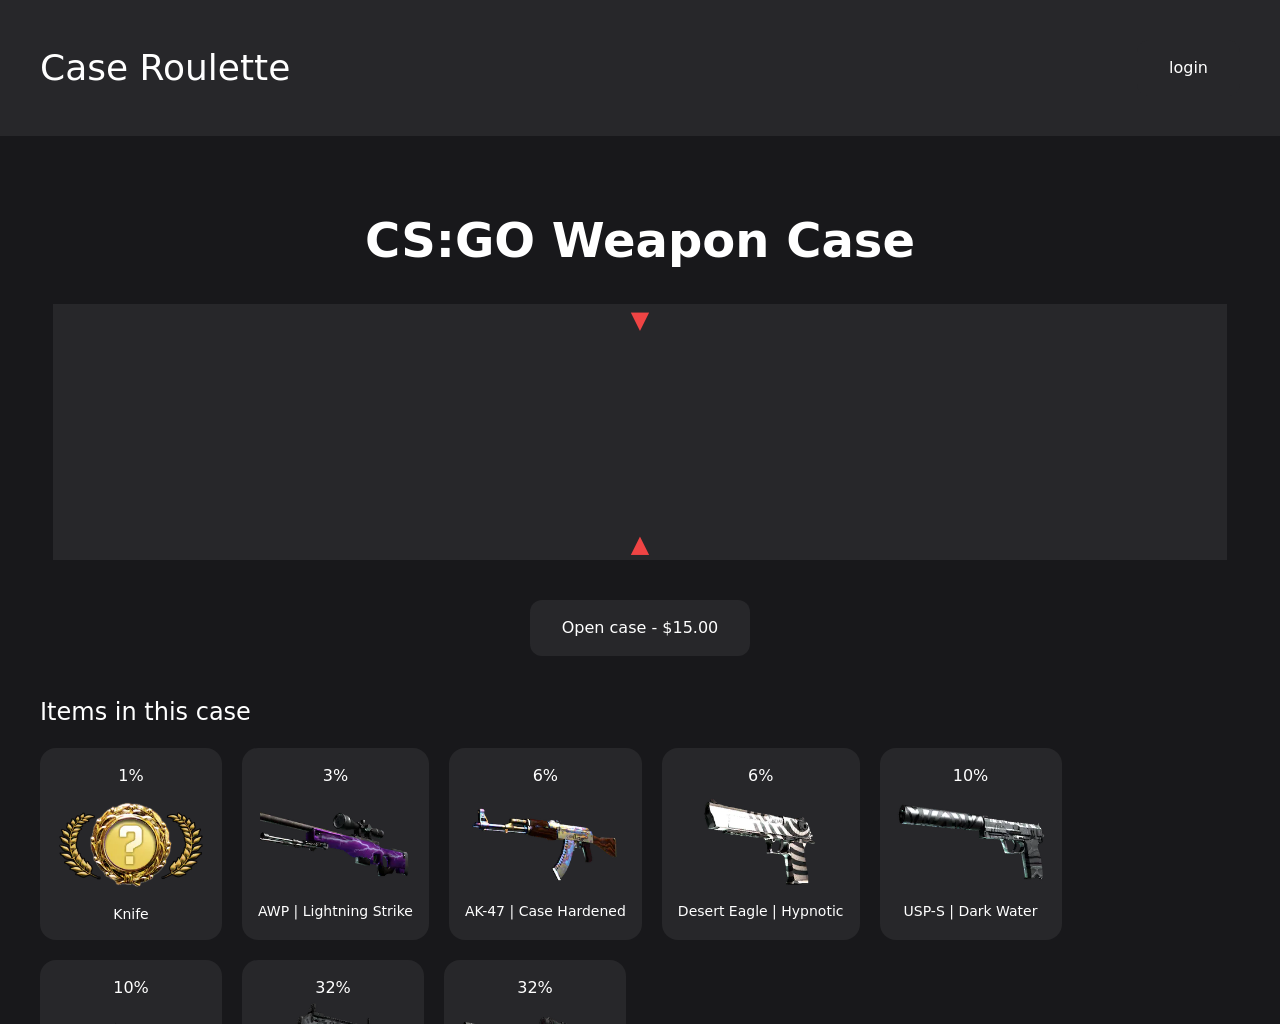 Case Roulette
login
CS:GO Weapon Case
▼
▲
Open case - $15.00
Items in this case
1%
3%
6%
6%
10%
?
Knife
AWP | Lightning Strike
AK-47 | Case Hardened
Desert Eagle | Hypnotic
USP-S | Dark Water
10%
32%
32%